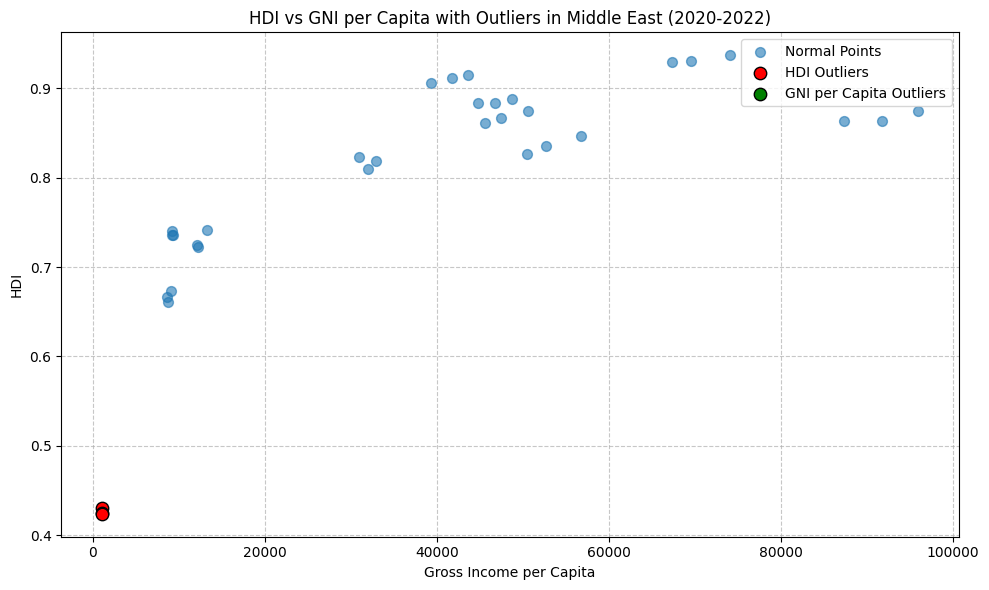 HDI vs GNI per Capita with Outliers in Middle East (2020-2022)
Normal Points
HDI Outliers
GNI per Capita Outliers
HDI
0.9
0.8
0.7
0.6
0.5
0.4
0 20000 40000 60000 80000 100000
Gross Income per Capita